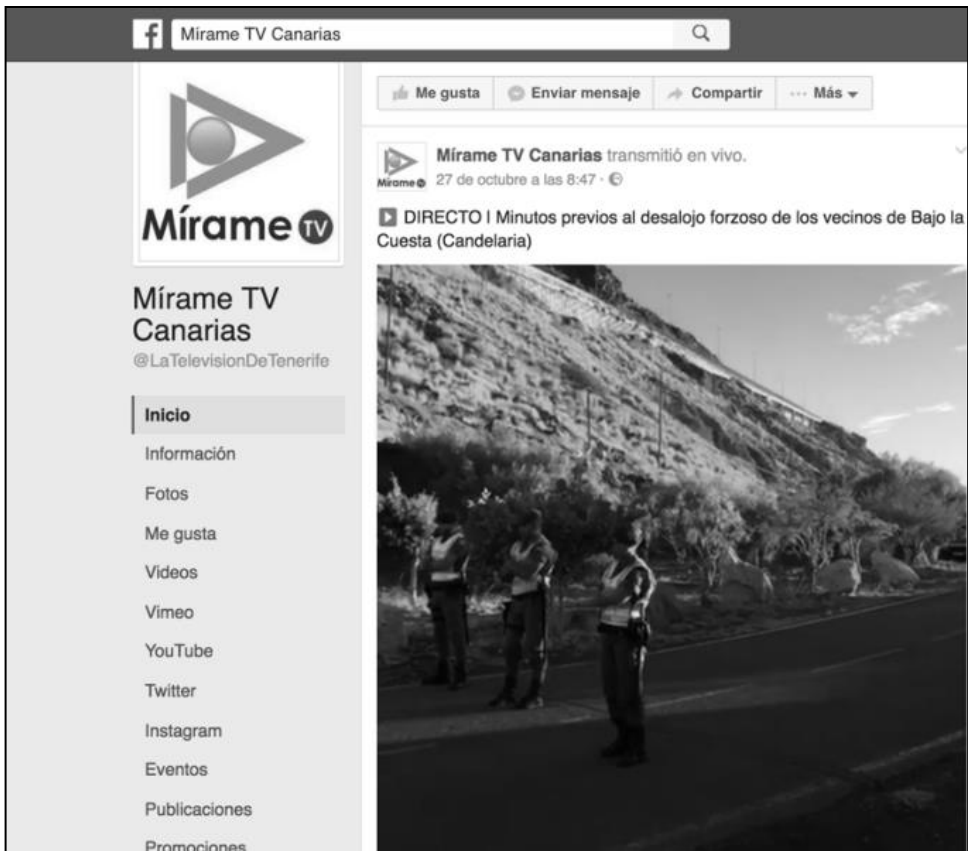 f
Mirame TV Canarias
Mírame TV
Mírame TV
Canarias
@LaTelevisionDeTenerife
Inicio
Información
Fotos
Me gusta
Videos
Vimeo
YouTube
Twitter
Instagram
Eventos
Publicaciones
Promociones
Me gusta Enviar mensaje Compartir ··· Más
Mírame
Mírame TV Canarias transmitió en vivo.
27 de octubre a las 8:47 ·
DIRECTO I Minutos previos al desalojo forzoso de los vecinos de Bajo la
Cuesta (Candelaria)